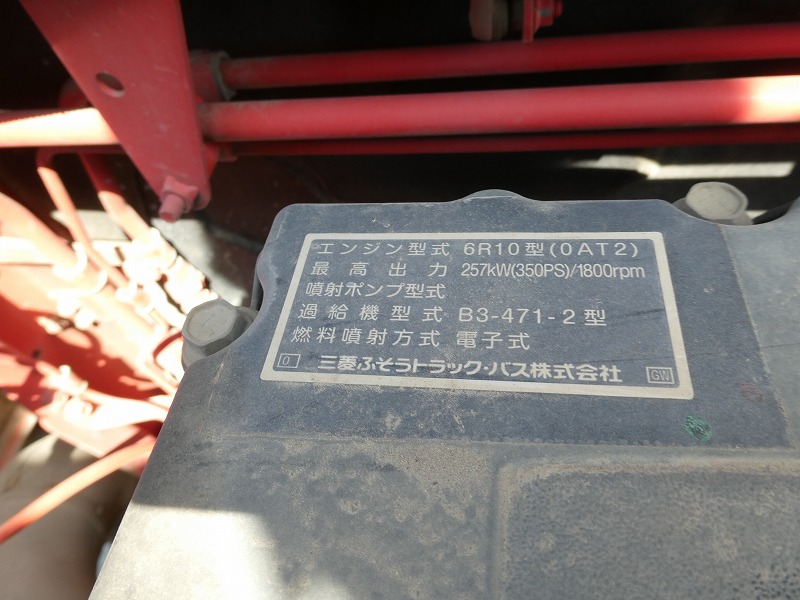 エンジン型式 6R10型(0AT2)
最高出力 257kW(350PS)/1800rpm
噴射ポンプ型式
過給機型式 B3-471-2型
燃料噴射方式 電子式
0 三菱ふそうトラック・バス株式会社 GW